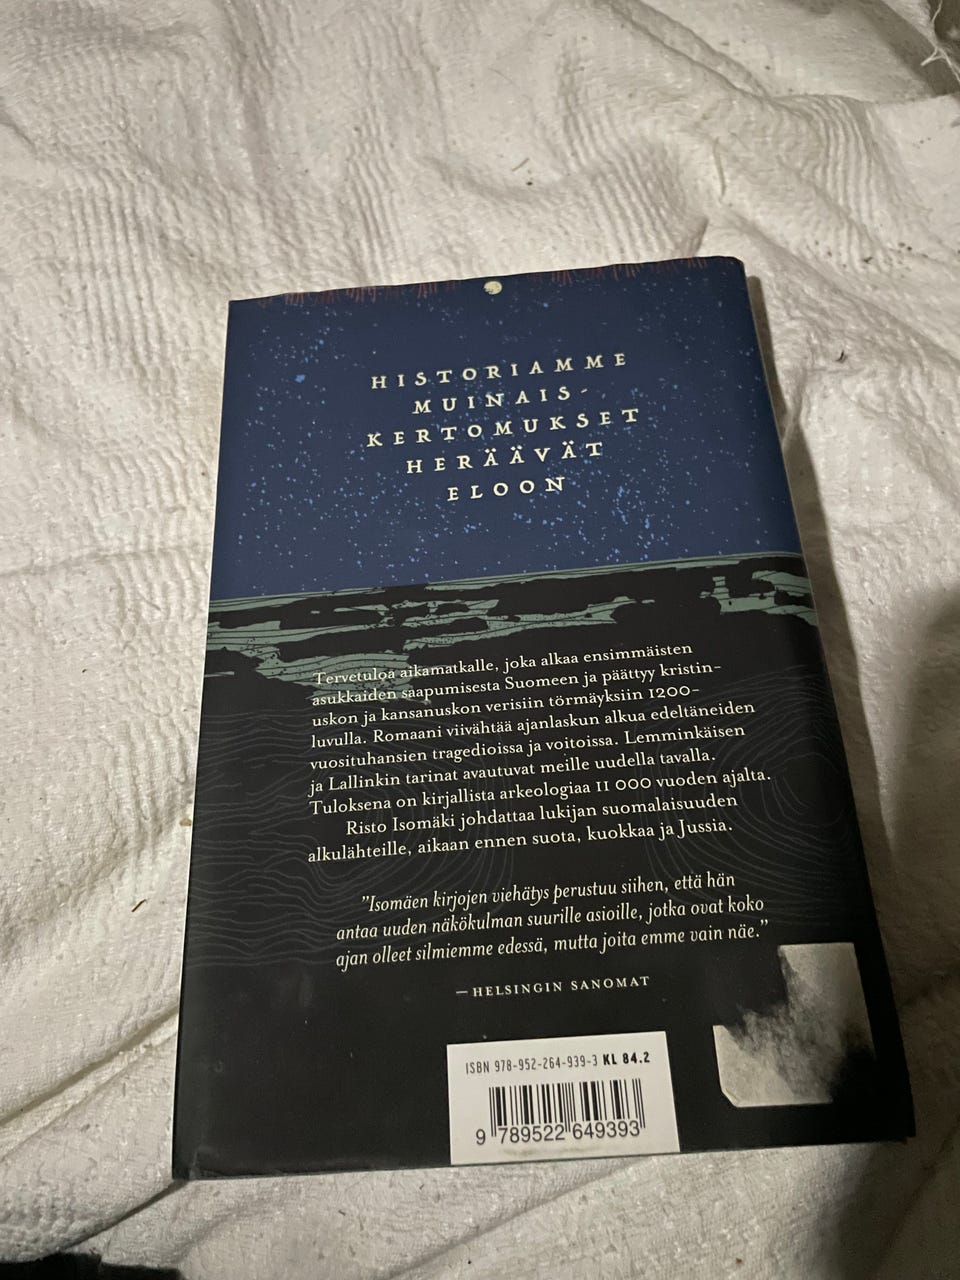 HISTORIAMME
MUINAIS-
KERTOMUKSET
HERÄÄVÄT
ELOON
Tervetuloa aikamatkalle, joka alkaa ensimmäisten
asukkaiden saapumisesta Suomeen ja päättyy kristin-
uskon ja kansanuskon verisiin törmäyksiin 1200-
luvulla. Romaani viivähtää ajanlaskun alkua edeltäneiden
vuosituhansien tragedioissa ja voitoissa. Lemminkäisen
ja Lallinkin tarinat avautuvat meille uudella tavalla.
Tuloksena on kirjallista arkeologiaa 11 000 vuoden ajalta.
Risto Isomäki johdattaa lukijan suomalaisuuden
alkulähteille, aikaan ennen suota, kuokkaa ja Jussia.
”Isomäen kirjojen viehätys perustuu siihen, että hän
antaa uuden näkökulman suurille asioille, jotka ovat koko
ajan olleet silmiemme edessä, mutta joita emme vain näe.”
— HELSINGIN SANOMAT
ISBN 978-952-264-939-3 KL 84.2
9 789522 649393